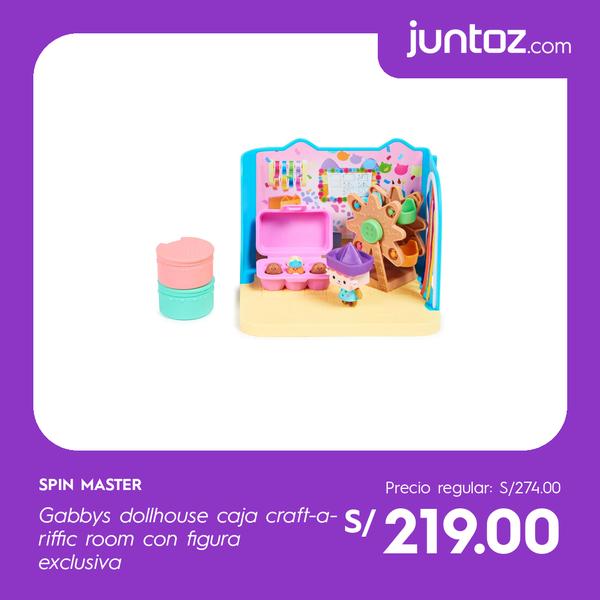 juntoz.com
SPIN MASTER
Gabbys dollhouse caja craft-a-
riffic room con figura
exclusiva
Precio regular: S/274.00
S/ 219.00